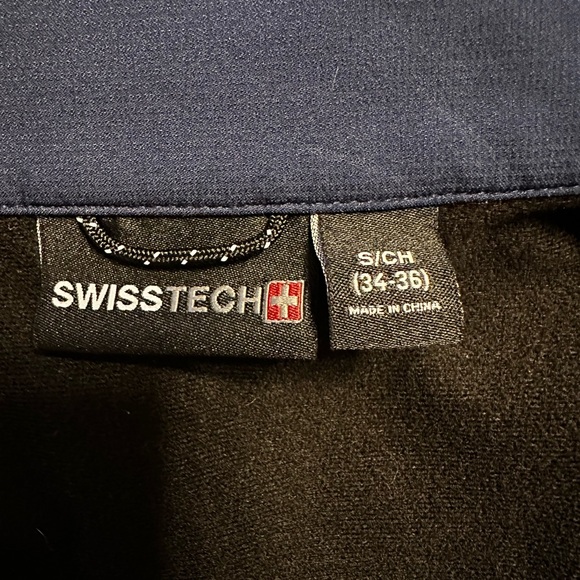 SWISSTECH
S/CH
(34-36)
MADE IN CHINA